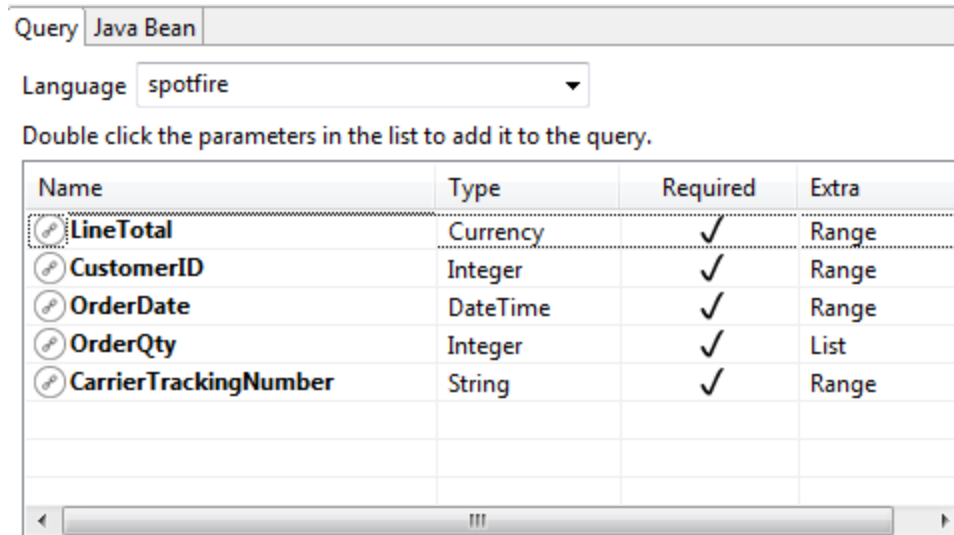 Query Java Bean
Language spotfire
Double click the parameters in the list to add it to the query.
Name Type Required Extra
LineTotal Currency ✓ Range
CustomerID Integer ✓ Range
OrderDate DateTime ✓ Range
OrderQty Integer ✓ List
CarrierTrackingNumber String ✓ Range